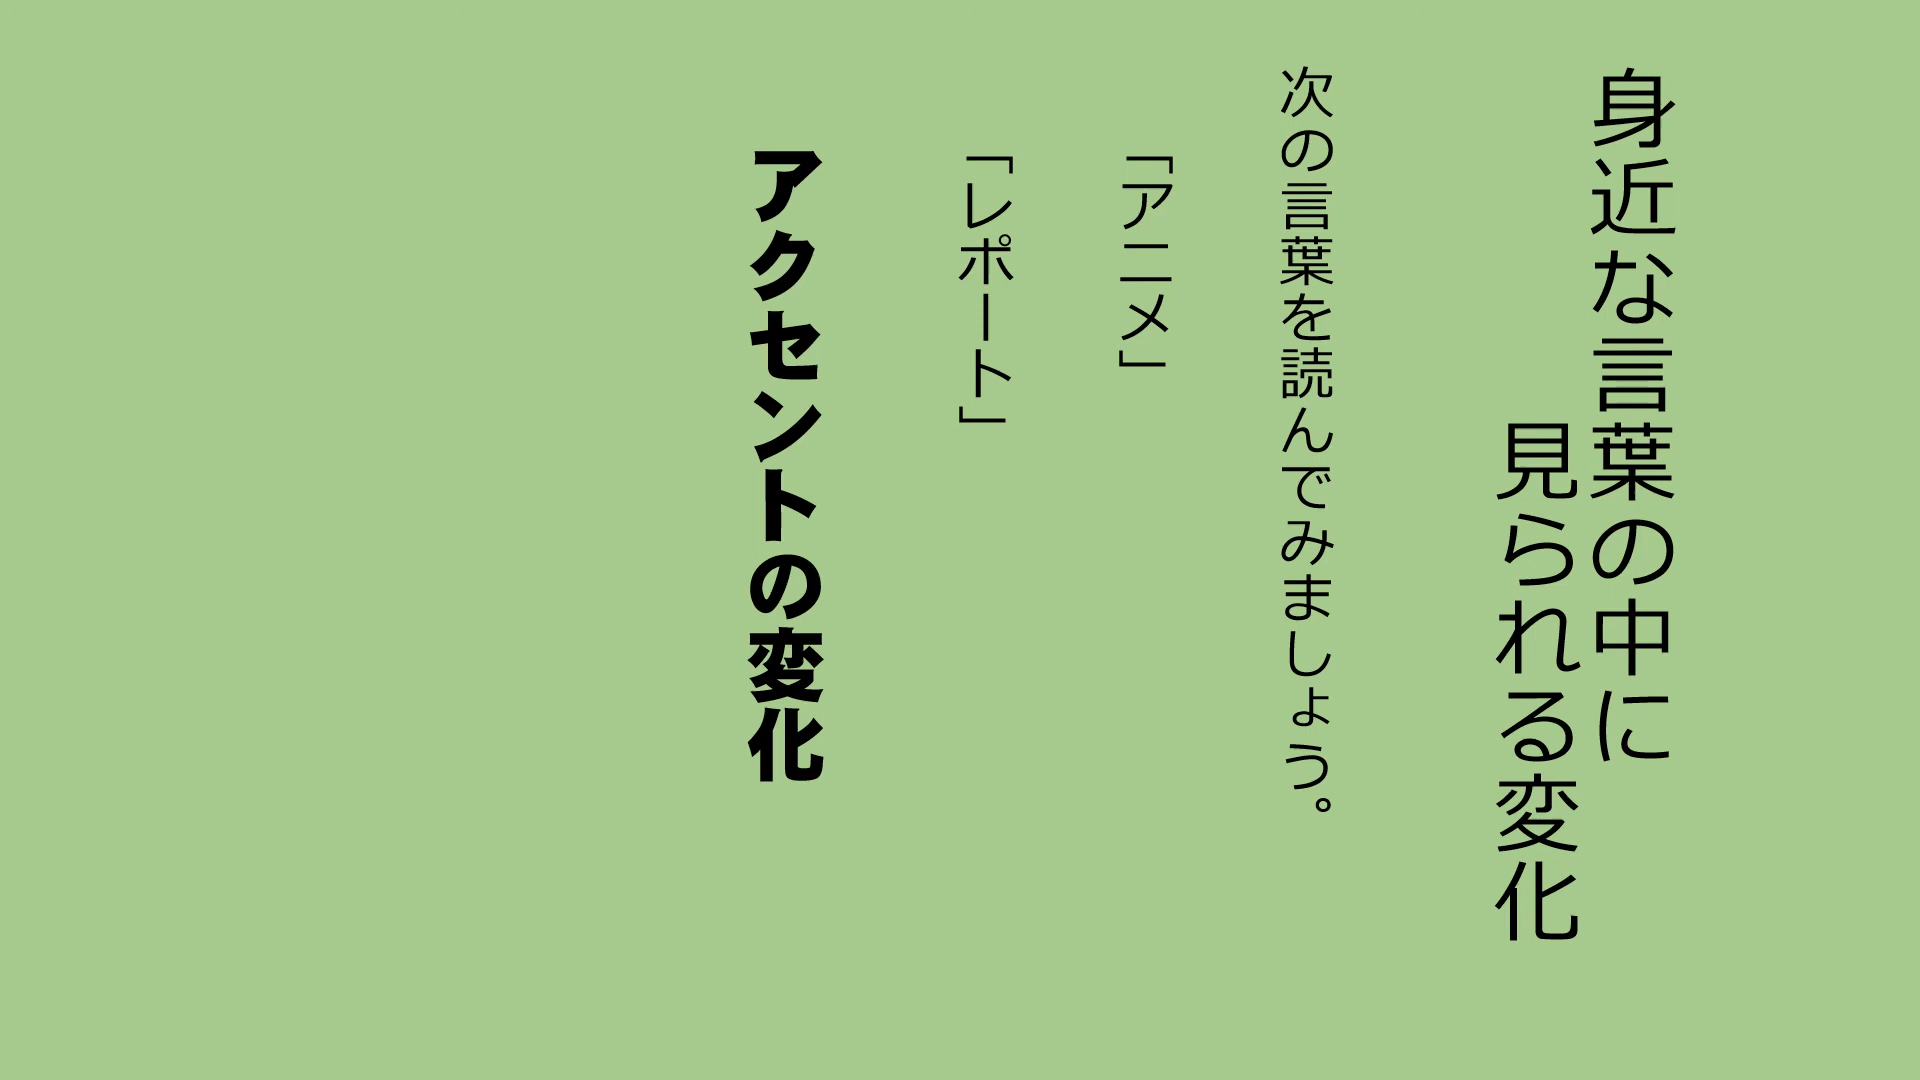 身近な言葉の中に
見られる変化
次の言葉を読んでみましょう。
「アニメ」
「レポート」
アクセントの変化